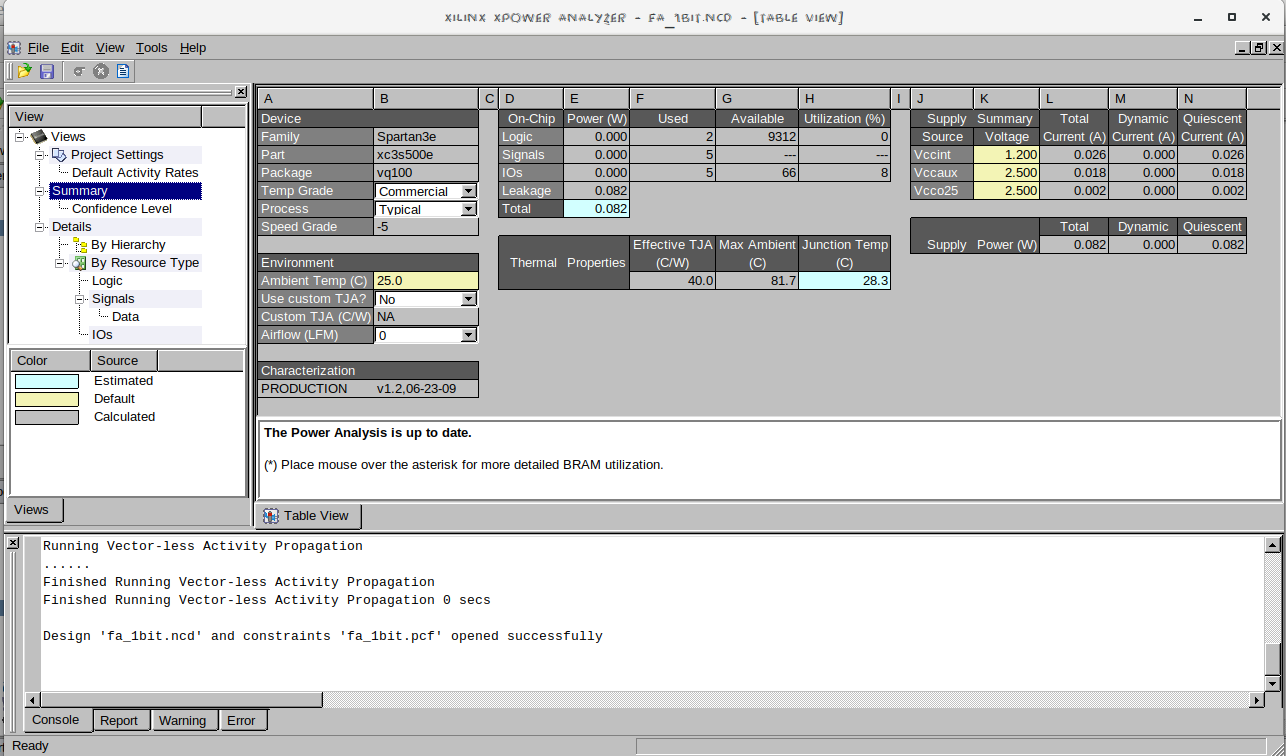 XILINX XPOWER ANALYZER - FA_1BIT.NCD - [TABLE VIEW]
File Edit View Tools Help
View
Views
Project Settings
Default Activity Rates
Summary
Confidence Level
Details
By Hierarchy
By Resource Type
Logic
Signals
Data
IOs
Color Source
Estimated
Default
Calculated
Views
A B C D E F G H I J K L M N
Device
Family Spartan3e
Part xc3s500e
Package vq100
Temp Grade Commercial
Process Typical
Speed Grade -5
Environment
Ambient Temp (C) 25.0
Use custom TJA? No
Custom TJA (C/W) NA
Airflow (LFM) 0
Characterization
PRODUCTION v1.2,06-23-09
On-Chip Power (W) Used Available Utilization (%)
Logic 0.000 2 9312 0
Signals 0.000 5 --- ---
IOs 0.000 5 66 8
Leakage 0.082
Total 0.082
Effective TJA Max Ambient Junction Temp
Thermal Properties (C/W) (C) (C)
40.0 81.7 28.3
Supply Summary Total Dynamic Quiescent
Source Voltage Current (A) Current (A) Current (A)
Vccint 1.200 0.026 0.000 0.026
Vccaux 2.500 0.018 0.000 0.018
Vcco25 2.500 0.002 0.000 0.002
Total Dynamic Quiescent
Supply Power (W) 0.082 0.000 0.082
The Power Analysis is up to date.
(*) Place mouse over the asterisk for more detailed BRAM utilization.
Table View
Running Vector-less Activity Propagation
......
Finished Running Vector-less Activity Propagation
Finished Running Vector-less Activity Propagation 0 secs
Design 'fa_1bit.ncd' and constraints 'fa_1bit.pcf' opened successfully
Console Report Warning Error
Ready